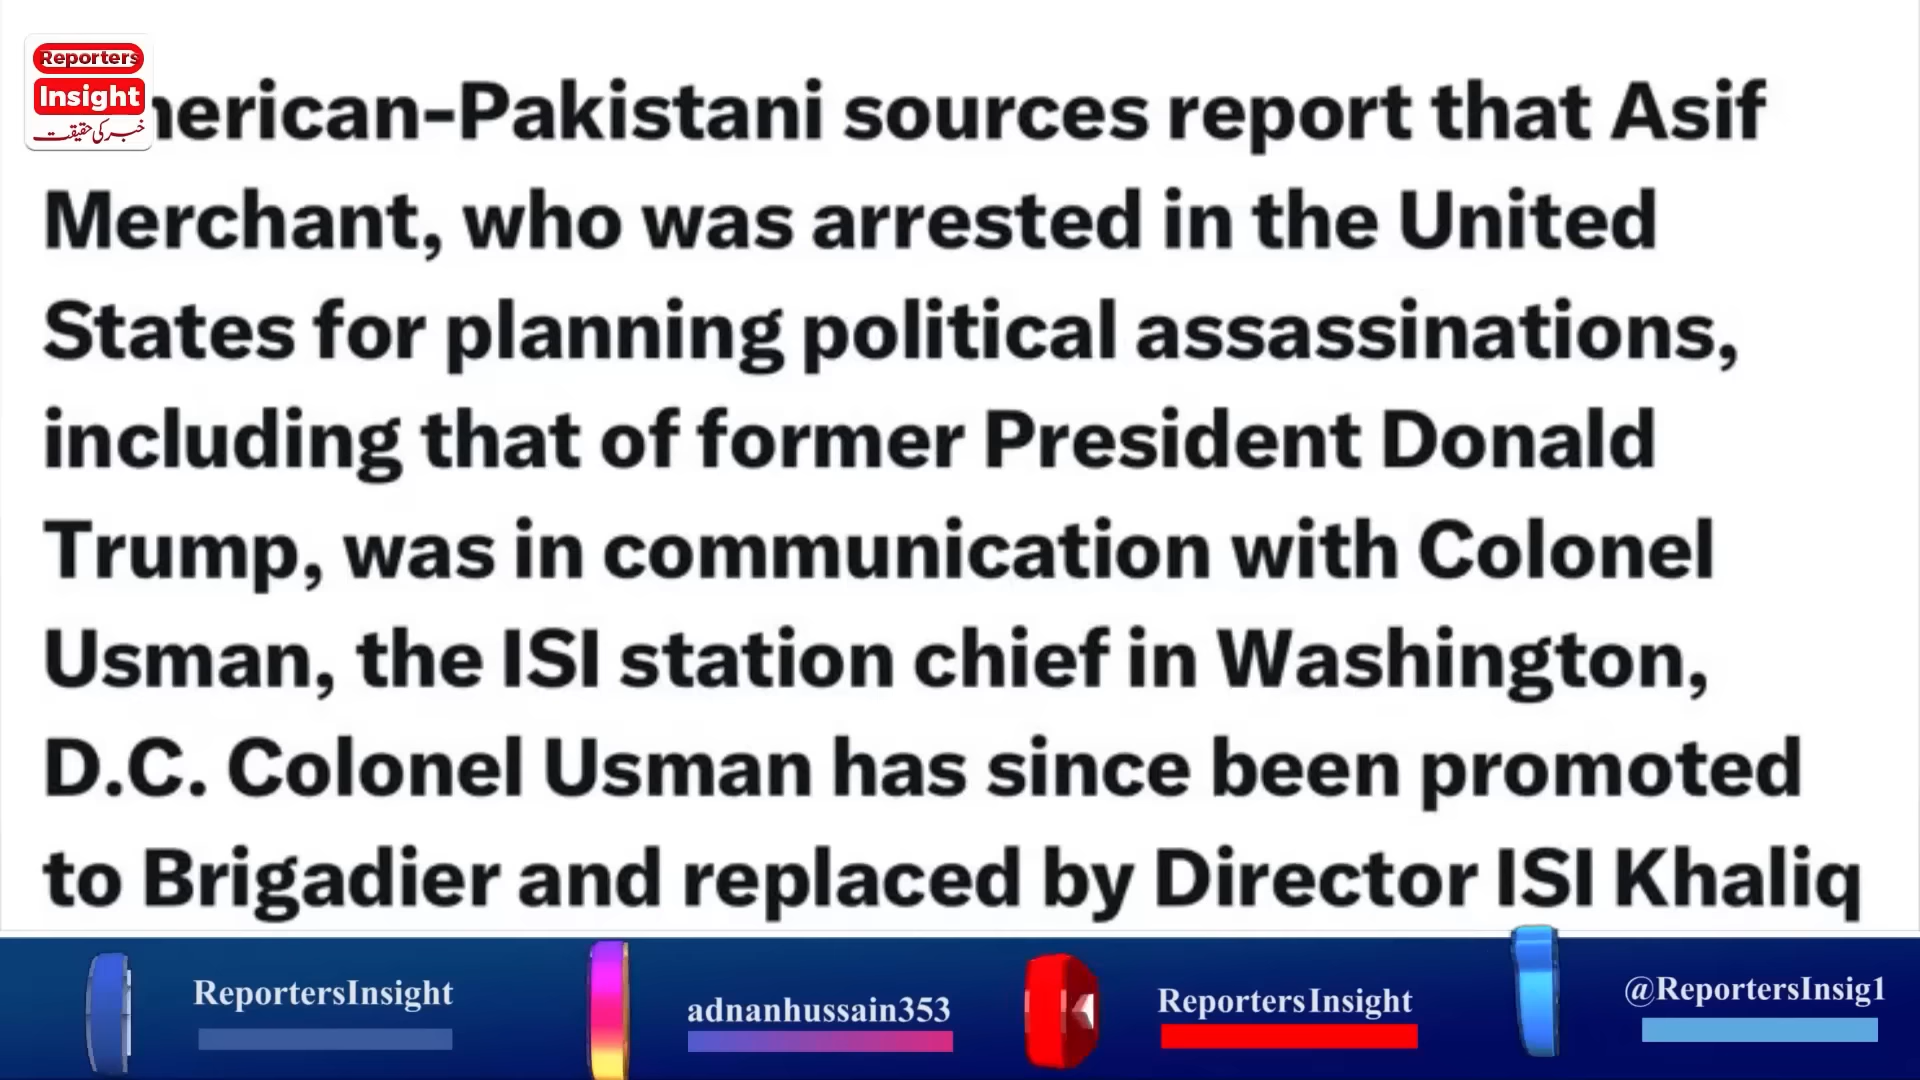 Reporters
Insight
خبر کی حقیقت
merican-Pakistani sources report that Asif
Merchant, who was arrested in the United
States for planning political assassinations,
including that of former President Donald
Trump, was in communication with Colonel
Usman, the ISI station chief in Washington,
D.C. Colonel Usman has since been promoted
to Brigadier and replaced by Director ISI Khaliq
ReportersInsight
adnanhussain353
ReportersInsight
@ReportersInsig1